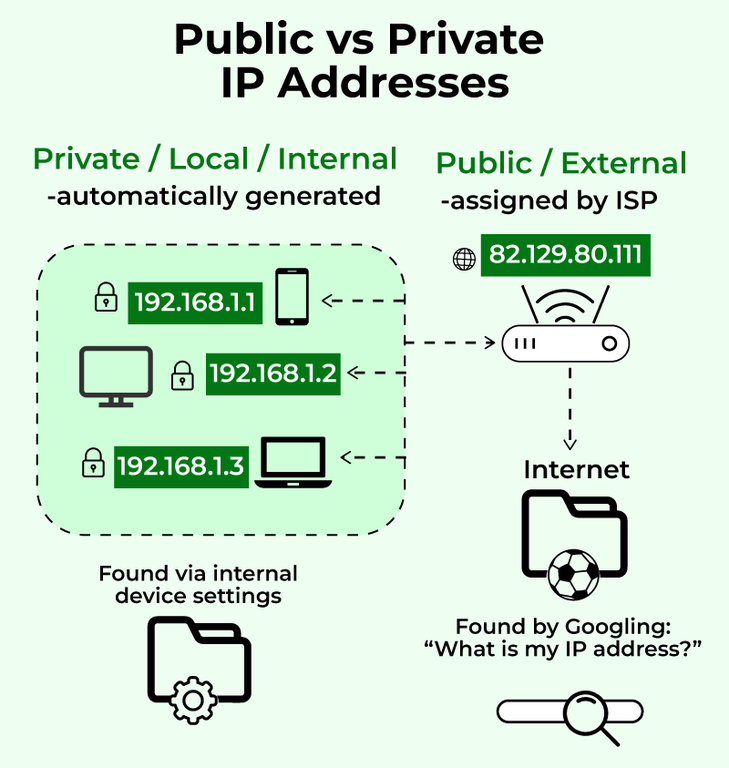 Public vs Private
IP Addresses
Private / Local / Internal
-automatically generated
192.168.1.1
192.168.1.2
192.168.1.3
Found via internal
device settings
Public / External
-assigned by ISP
82.129.80.111
Internet
Found by Googling:
“What is my IP address?”